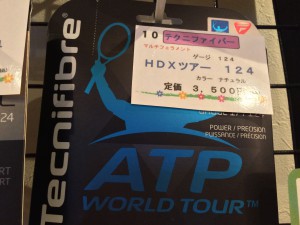 10 テクニファイバー
マルチフィラメント
ゲージ 124
HDXツアー 124
カラー ナチュラル
定価 3,500円
Tecnifibre
POWER / PRECISION
PUISSANCE / PRECISION
ATP
WORLD TOUR™
24